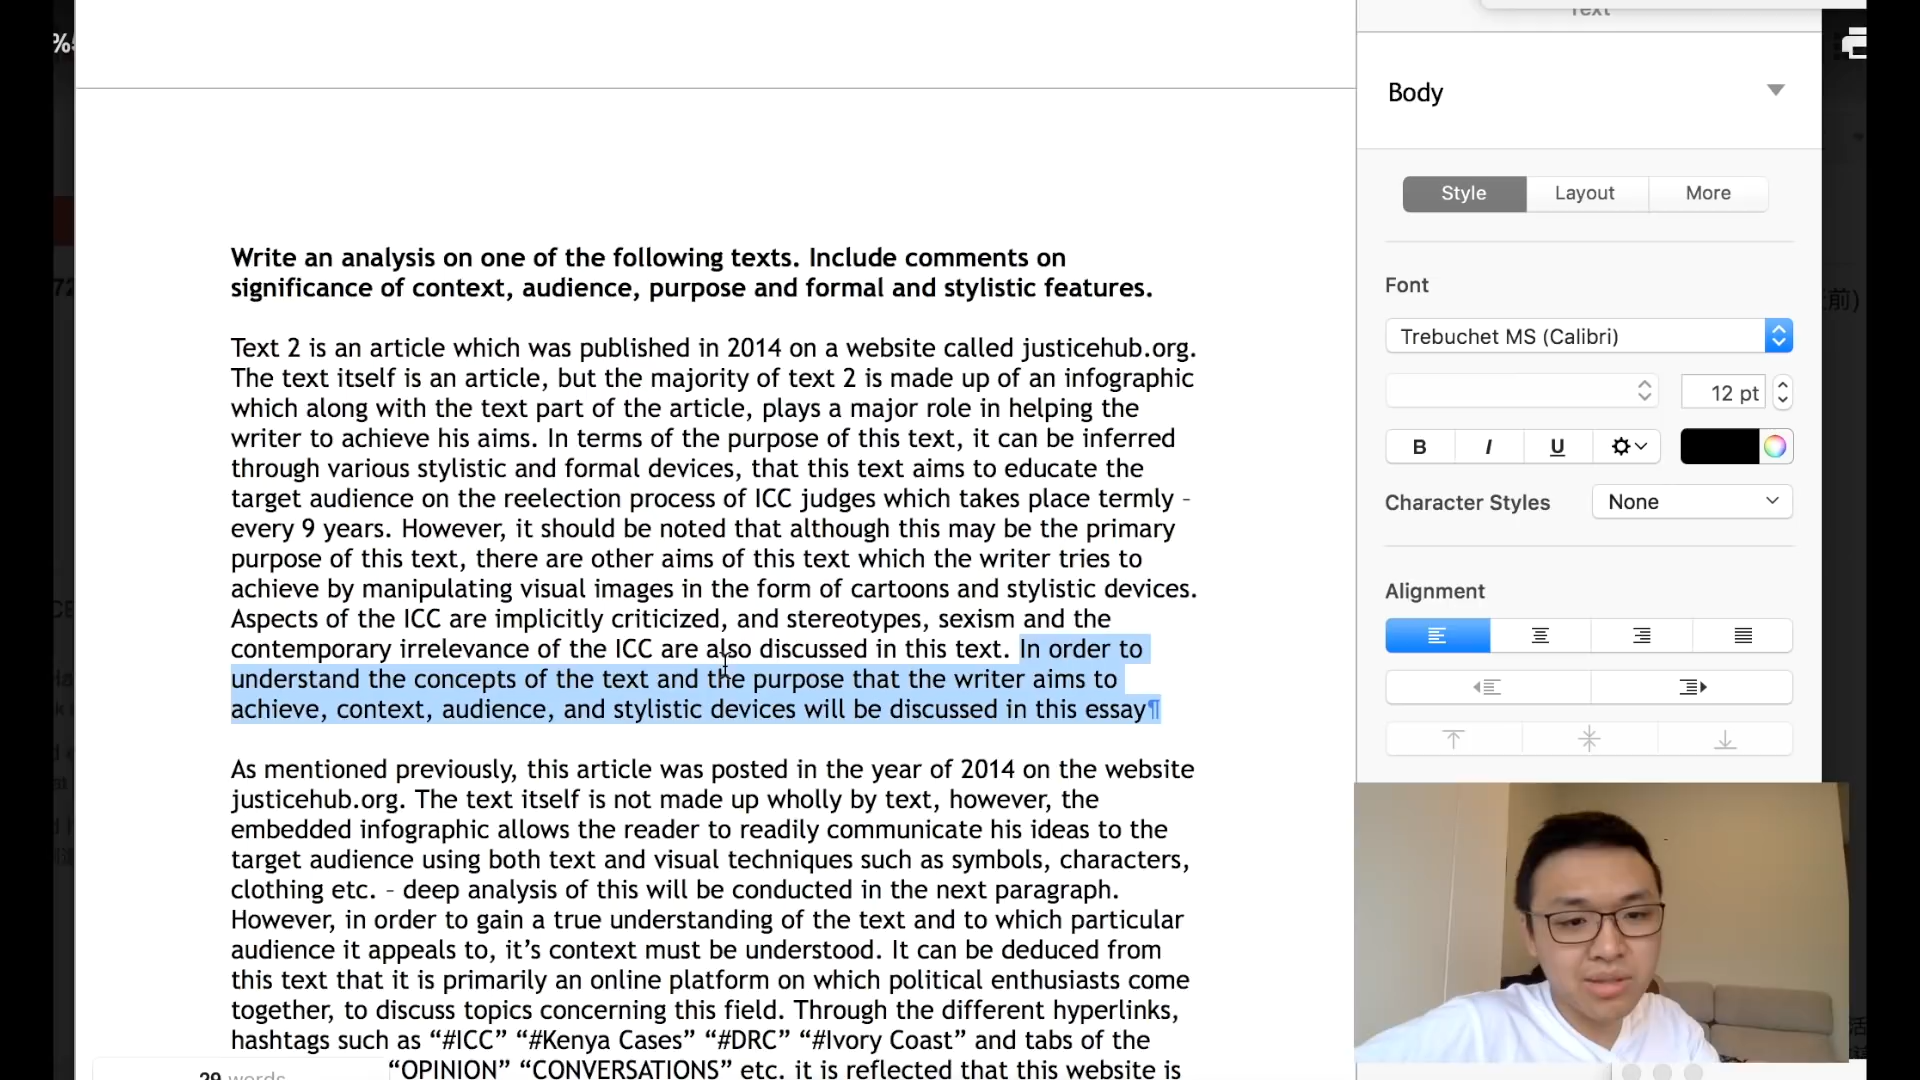 Text
Body
Style Layout More
Write an analysis on one of the following texts. Include comments on
significance of context, audience, purpose and formal and stylistic features.
Font
Trebuchet MS (Calibri)
12 pt
B I U
Character Styles None
Alignment
Text 2 is an article which was published in 2014 on a website called justicehub.org.
The text itself is an article, but the majority of text 2 is made up of an infographic
which along with the text part of the article, plays a major role in helping the
writer to achieve his aims. In terms of the purpose of this text, it can be inferred
through various stylistic and formal devices, that this text aims to educate the
target audience on the reelection process of ICC judges which takes place termly -
every 9 years. However, it should be noted that although this may be the primary
purpose of this text, there are other aims of this text which the writer tries to
achieve by manipulating visual images in the form of cartoons and stylistic devices.
Aspects of the ICC are implicitly criticized, and stereotypes, sexism and the
contemporary irrelevance of the ICC are also discussed in this text. In order to
understand the concepts of the text and the purpose that the writer aims to
achieve, context, audience, and stylistic devices will be discussed in this essay¶
As mentioned previously, this article was posted in the year of 2014 on the website
justicehub.org. The text itself is not made up wholly by text, however, the
embedded infographic allows the reader to readily communicate his ideas to the
target audience using both text and visual techniques such as symbols, characters,
clothing etc. - deep analysis of this will be conducted in the next paragraph.
However, in order to gain a true understanding of the text and to which particular
audience it appeals to, it’s context must be understood. It can be deduced from
this text that it is primarily an online platform on which political enthusiasts come
together, to discuss topics concerning this field. Through the different hyperlinks,
hashtags such as “#ICC” “#Kenya Cases” “#DRC” “#Ivory Coast” and tabs of the
“OPINION” “CONVERSATIONS” etc. it is reflected that this website is
29 words